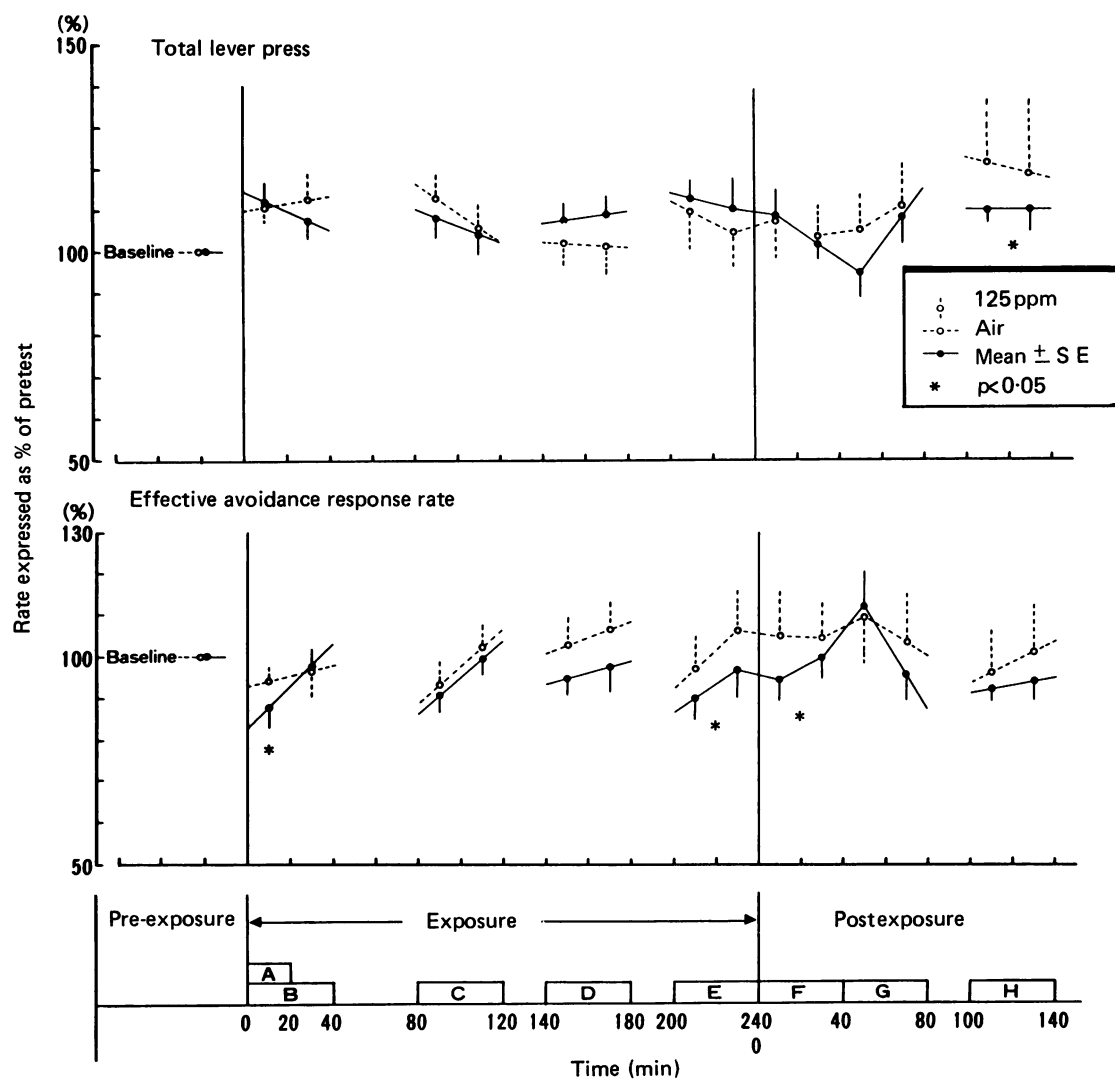 (%)
150
Total lever press
Baseline
100
50
125 ppm
Air
Mean ± S E
* p<0·05
*
Rate expressed as % of pretest
Effective avoidance response rate
(%)
130
Baseline
100
50
*
*
*
Pre-exposure
Exposure
Postexposure
A
B C D E F G H
0 20 40 80 120 140 180 200 240 40 80 100 140
0
Time (min)